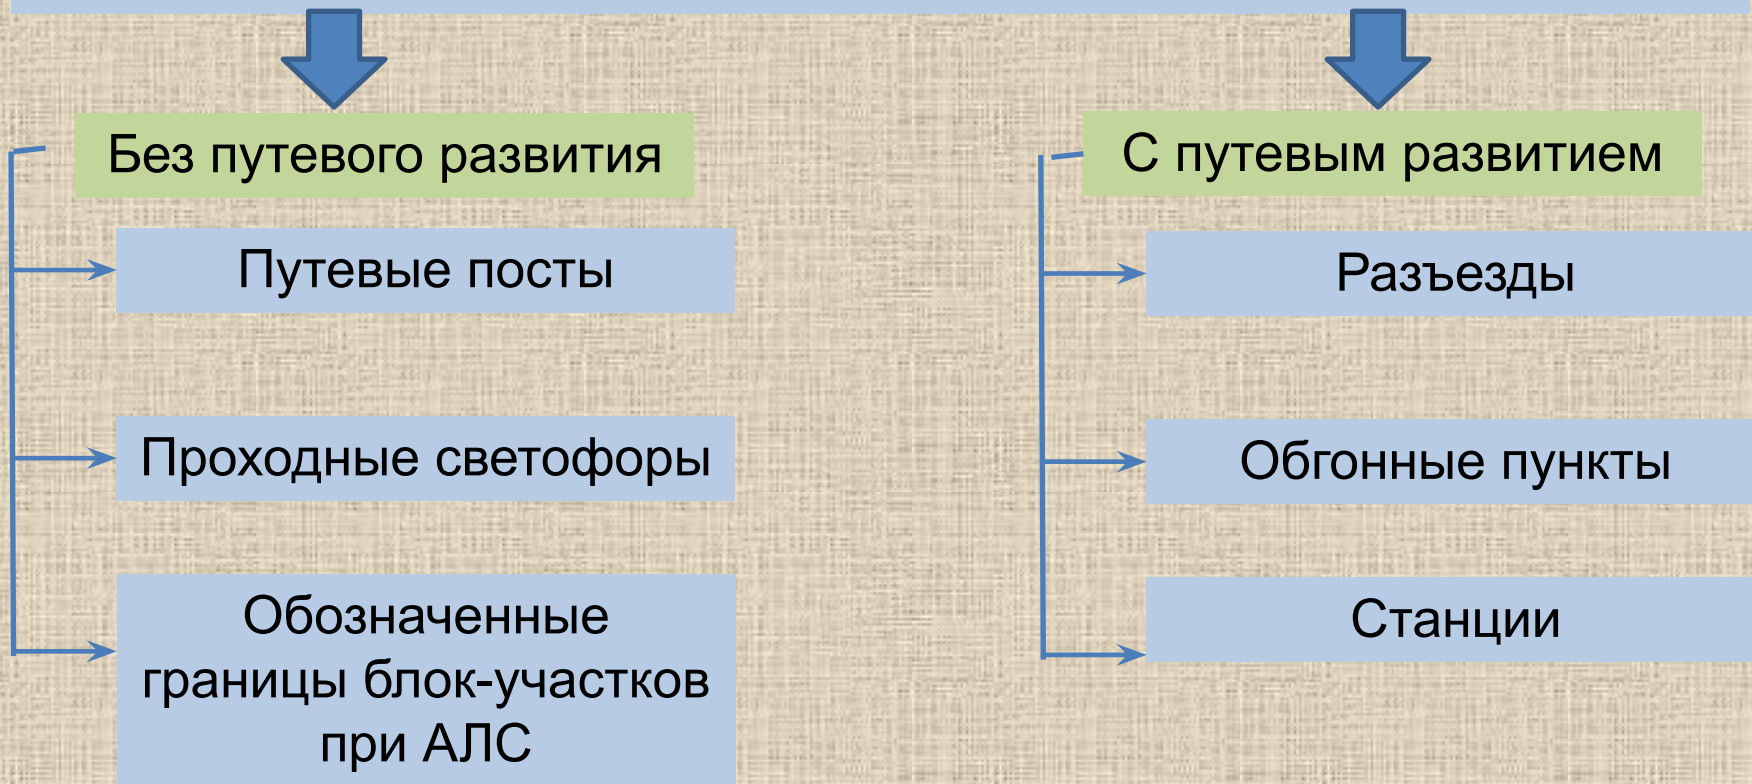 Без путевого развития
Путевые посты
Проходные светофоры
Обозначенные
границы блок-участков
при АЛС
С путевым развитием
Разъезды
Обгонные пункты
Станции